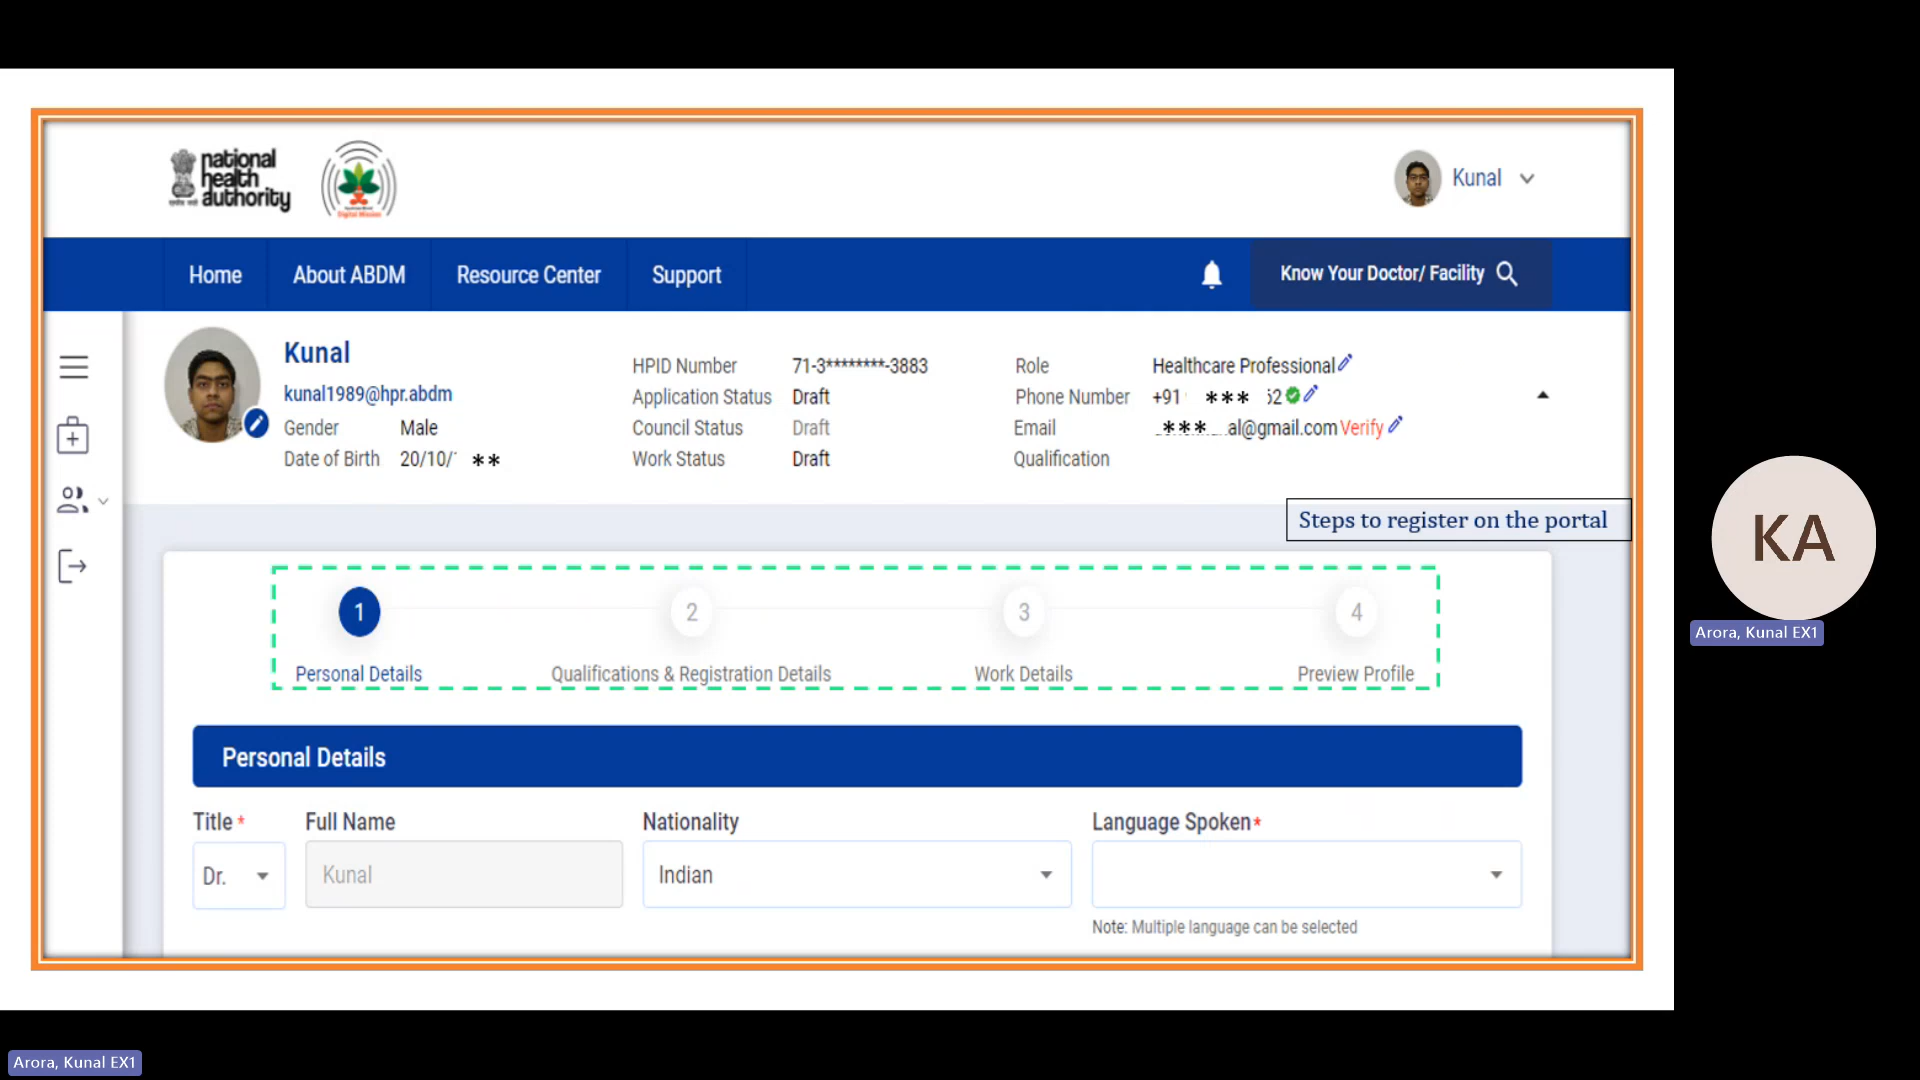 national
health
authority
Digital Mission
Kunal
Home
About ABDM
Resource Center
Support
Know Your Doctor/ Facility
Kunal
kunal1989@hpr.abdm
Gender Male
Date of Birth 20/10/ **
HPID Number 71-3********-3883
Application Status Draft
Council Status Draft
Work Status Draft
Role Healthcare Professional
Phone Number +91 *** 52
Email ***al@gmail.com Verify
Qualification
Steps to register on the portal
1
2
3
4
Personal Details
Qualifications & Registration Details
Work Details
Preview Profile
Personal Details
Title *
Full Name
Nationality
Language Spoken*
Dr.
Kunal
Indian
Note: Multiple language can be selected
KA
Arora, Kunal EX1
Arora, Kunal EX1